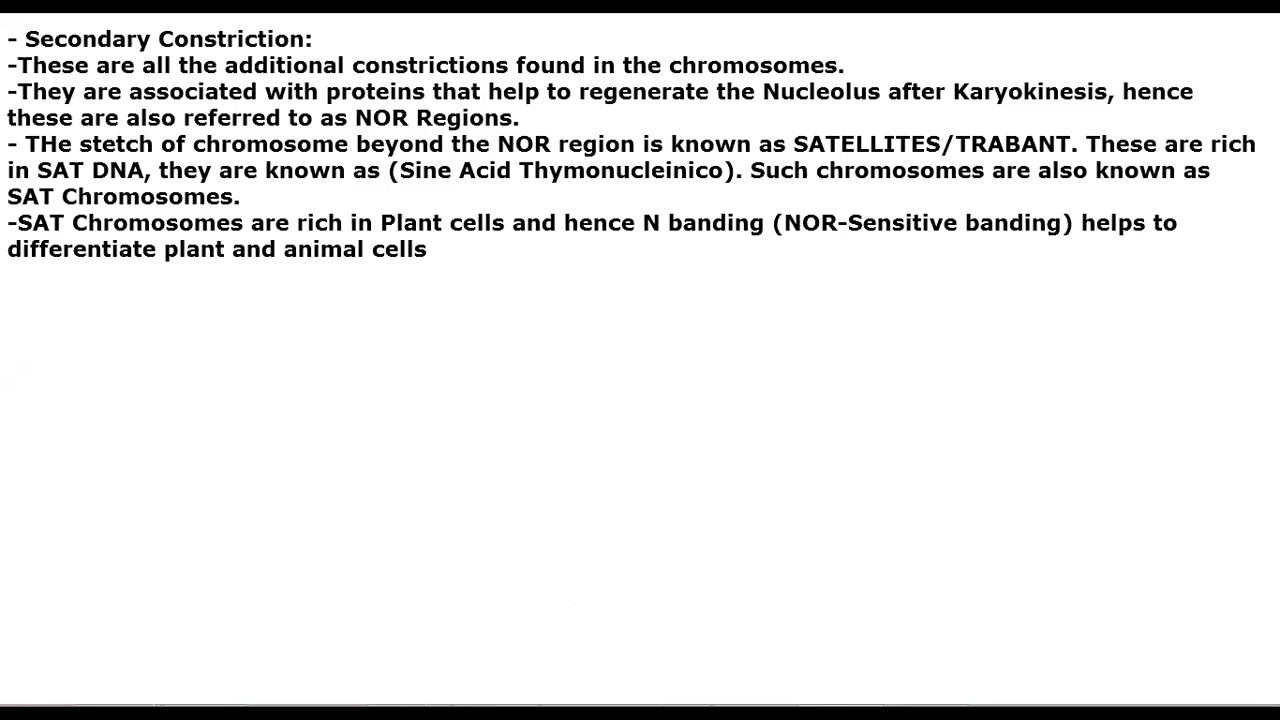 - Secondary Constriction:
-These are all the additional constrictions found in the chromosomes.
-They are associated with proteins that help to regenerate the Nucleolus after Karyokinesis, hence
these are also referred to as NOR Regions.
- THe stetch of chromosome beyond the NOR region is known as SATELLITES/TRABANT. These are rich
in SAT DNA, they are known as (Sine Acid Thymonucleinico). Such chromosomes are also known as
SAT Chromosomes.
-SAT Chromosomes are rich in Plant cells and hence N banding (NOR-Sensitive banding) helps to
differentiate plant and animal cells